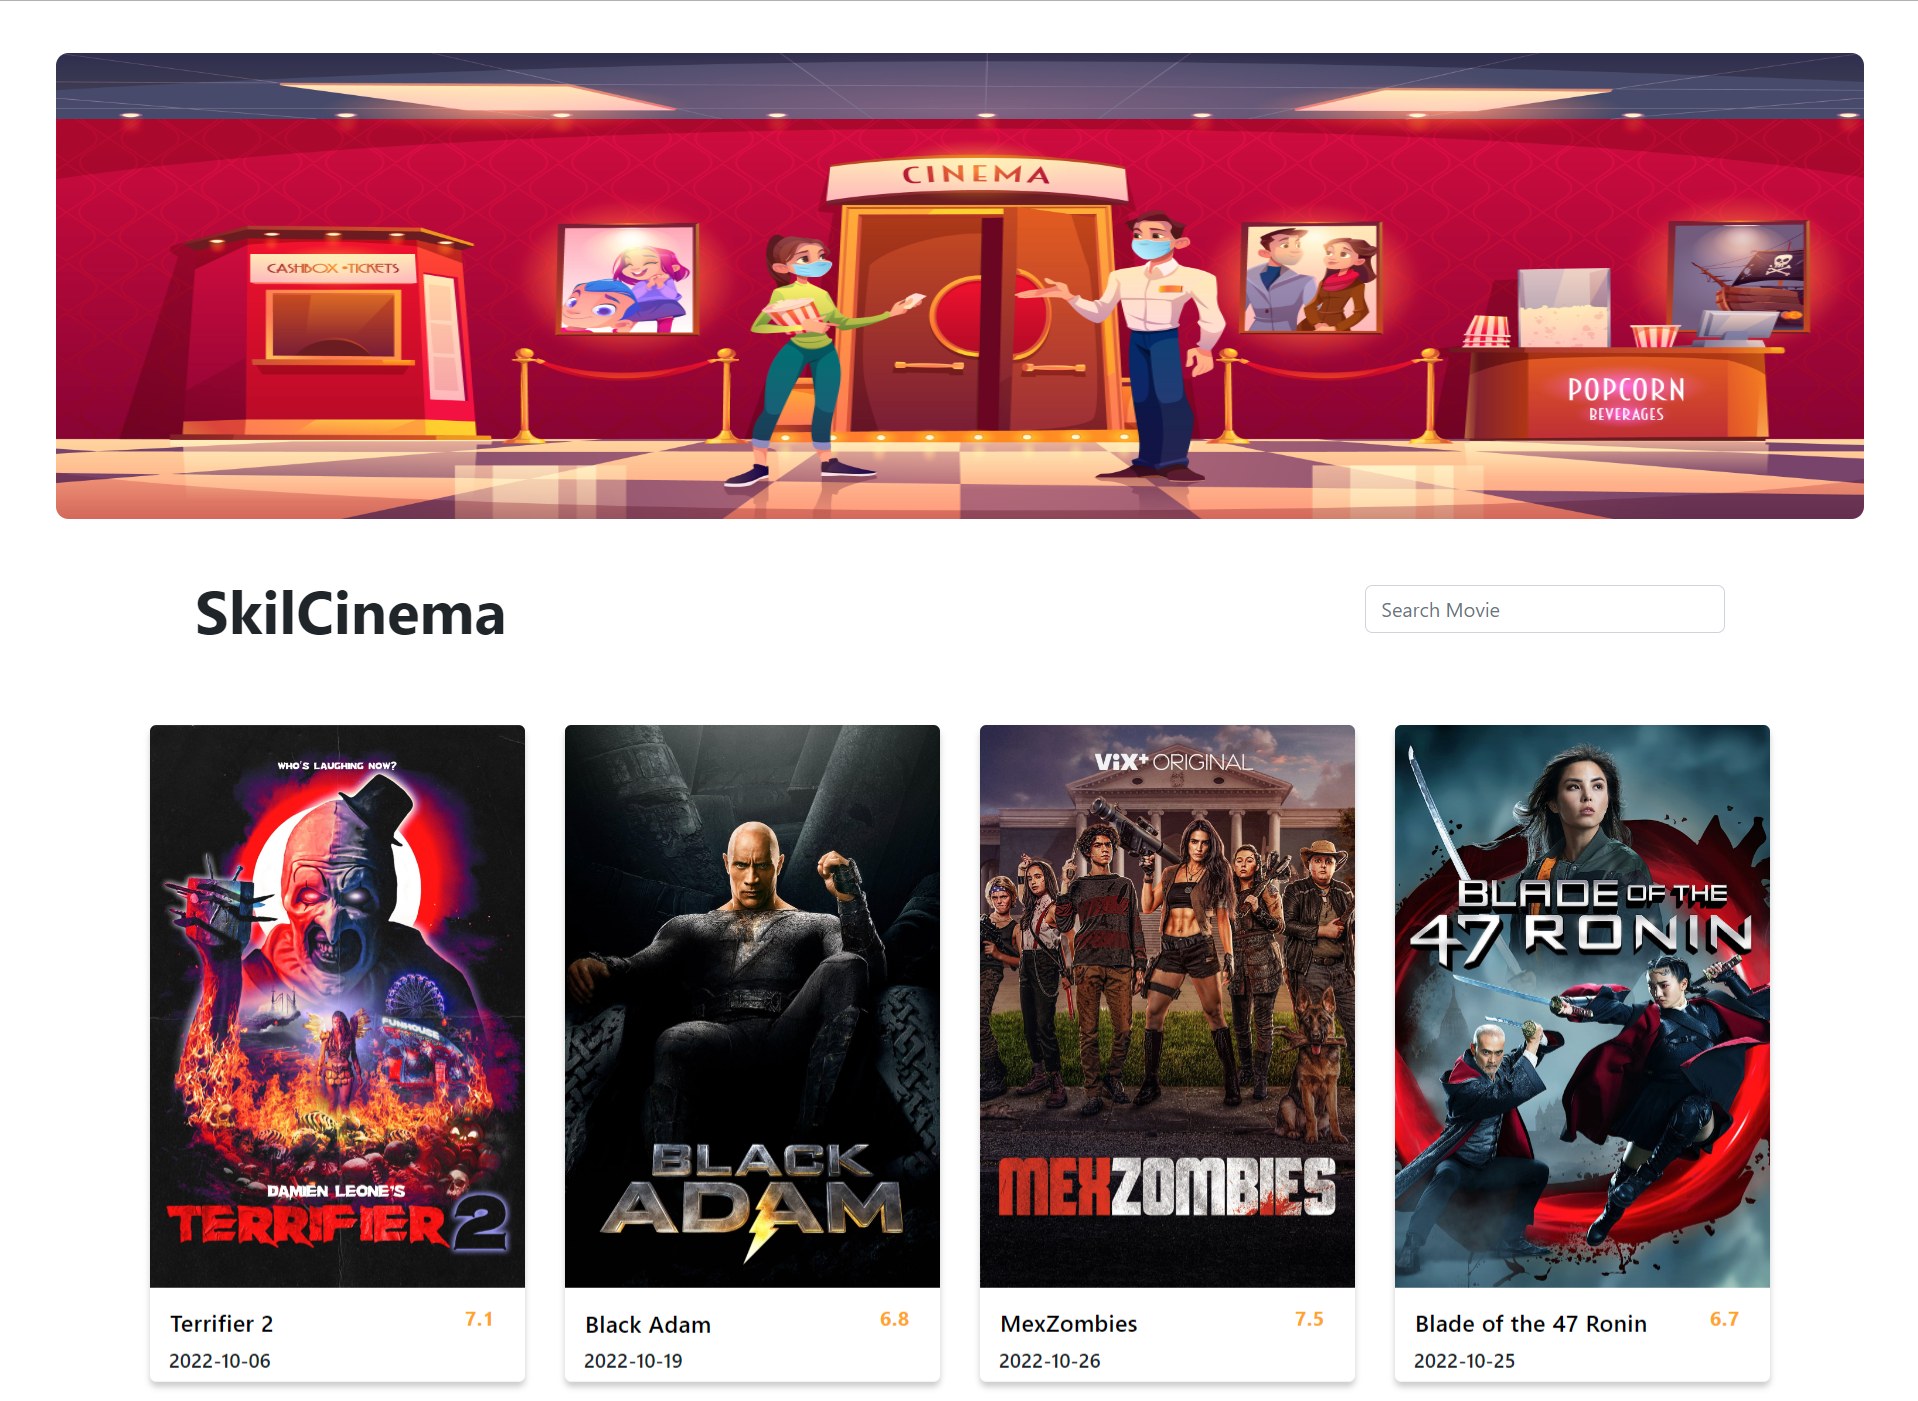 CINEMA
CASHBOX • TICKETS
POPCORN
BEVERAGES
SkilCinema
Search Movie
WHO'S LAUGHING NOW?
FUNHOUSE
DAMIEN LEONE'S
TERRIFIER 2
BLACK
ADAM
ViX+ ORIGINAL
MEXZOMBIES
BLADE OF THE
47 RONIN
Terrifier 2
7.1
2022-10-06
Black Adam
6.8
2022-10-19
MexZombies
7.5
2022-10-26
Blade of the 47 Ronin
6.7
2022-10-25